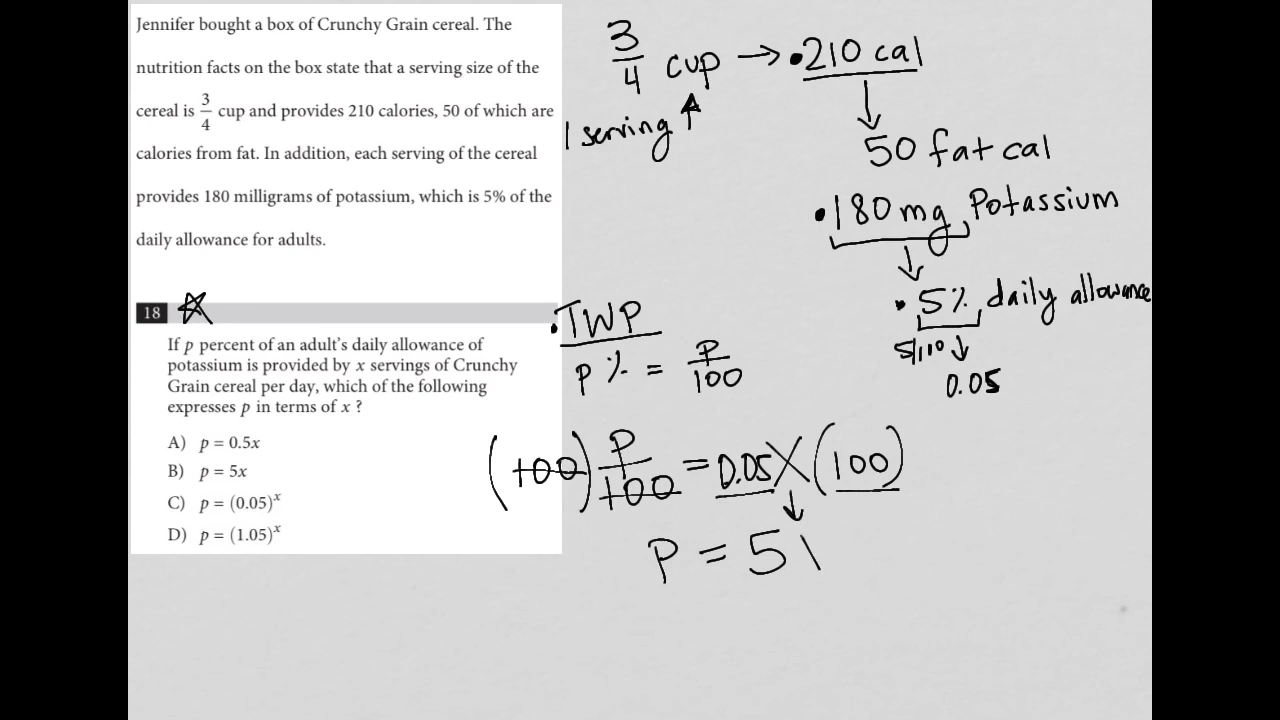 Jennifer bought a box of Crunchy Grain cereal. The
nutrition facts on the box state that a serving size of the
cereal is 3/4 cup and provides 210 calories, 50 of which are
calories from fat. In addition, each serving of the cereal
provides 180 milligrams of potassium, which is 5% of the
daily allowance for adults.
18
If p percent of an adult's daily allowance of
potassium is provided by x servings of Crunchy
Grain cereal per day, which of the following
expresses p in terms of x ?
A) p = 0.5x
B) p = 5x
C) p = (0.05)^x
D) p = (1.05)^x
3/4 cup → •210 cal
1 serving
50 fat cal
•180 mg Potassium
• 5% daily allowance
0.05
•TWP
p % = p/100
(100) p/100 = 0.05x (100)
P = 5\